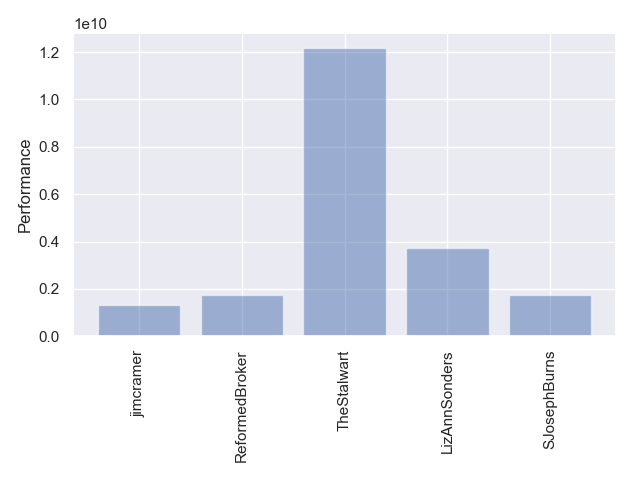 1e10
1.2
1.0
0.8
0.6
0.4
0.2
0.0
Performance
jimcramer
ReformedBroker
TheStalwart
LizAnnSonders
SJosephBurns